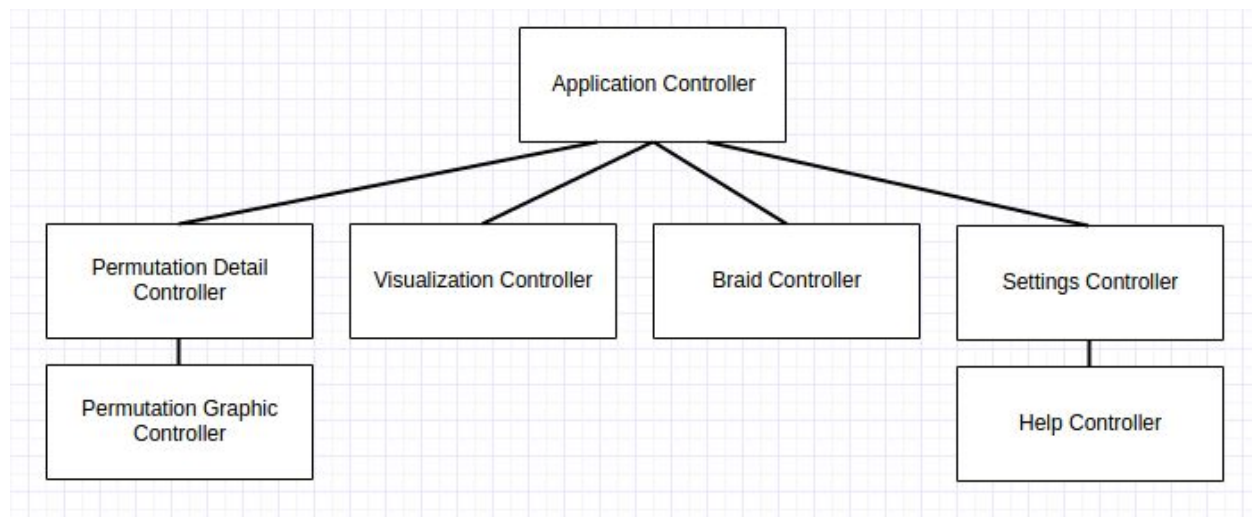 Application Controller
Permutation Detail
Controller
Visualization Controller
Braid Controller
Settings Controller
Permutation Graphic
Controller
Help Controller